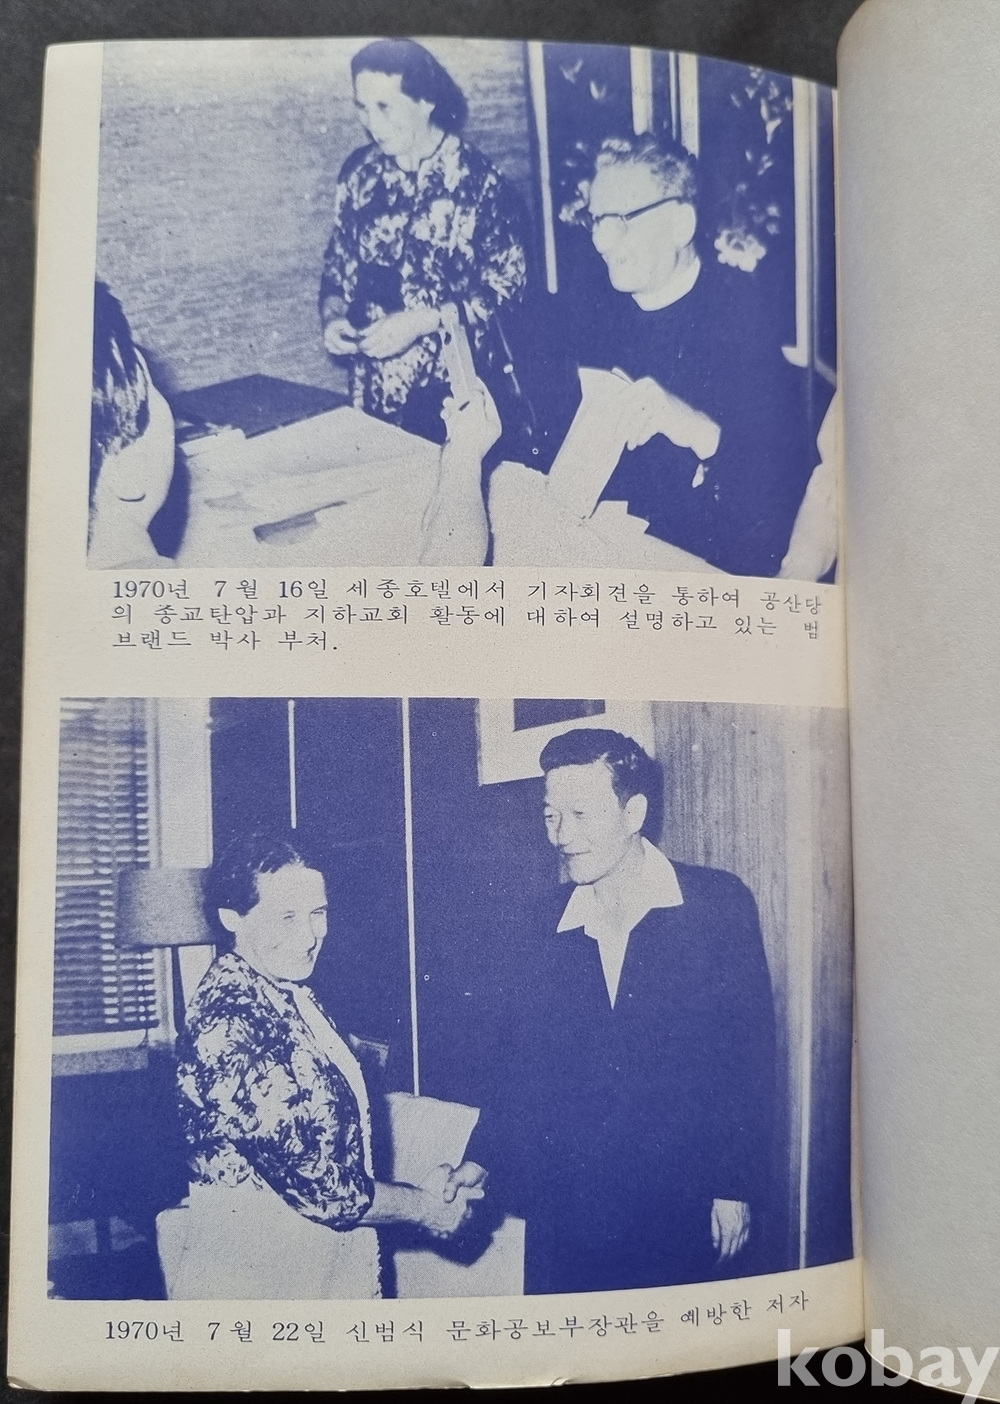 1970년 7월 16일 세종호텔에서 기자회견을 통하여 공산당
의 종교탄압과 지하교회 활동에 대하여 설명하고 있는 범
브랜드 박사 부처.
1970년 7월 22일 신범식 문화공보부장관을 예방한 저자
kobay